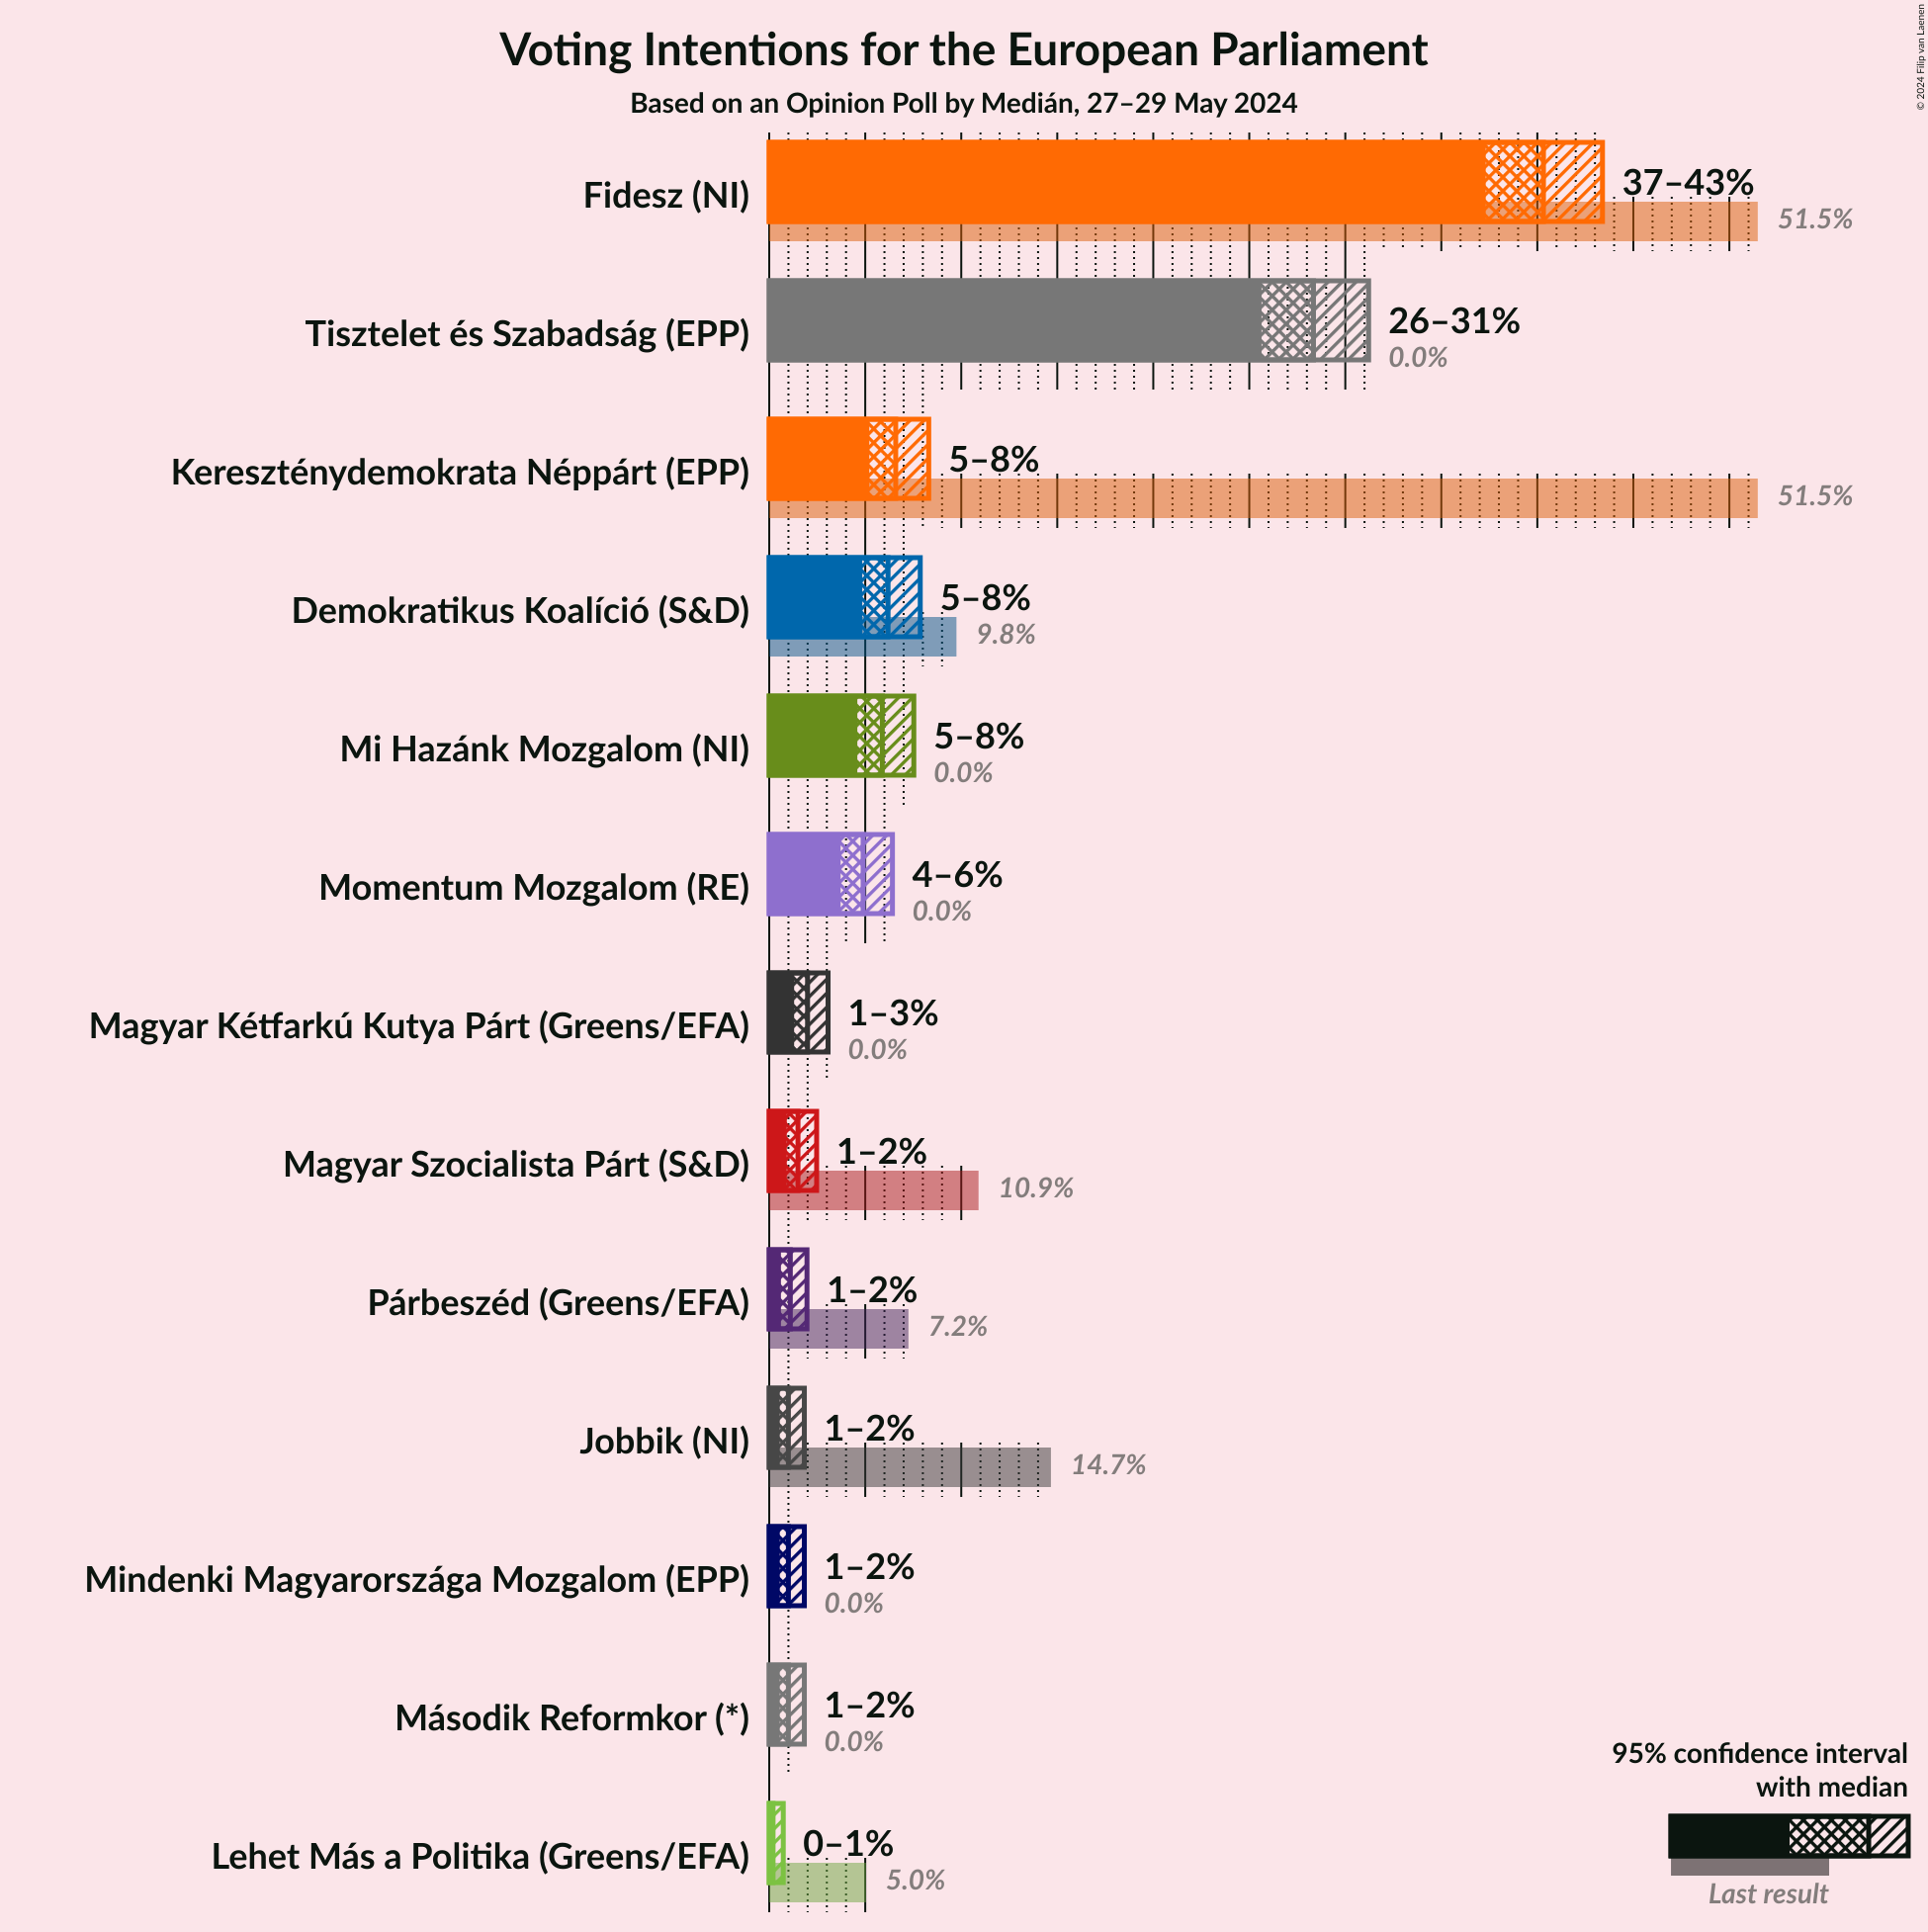 Voting Intentions for the European Parliament
Based on an Opinion Poll by Medián, 27–29 May 2024
© 2024 Filip van Laenen
Fidesz (NI)
37–43%
51.5%
Tisztelet és Szabadság (EPP)
26–31%
0.0%
Kereszténydemokrata Néppárt (EPP)
5–8%
51.5%
Demokratikus Koalíció (S&D)
5–8%
9.8%
Mi Hazánk Mozgalom (NI)
5–8%
0.0%
Momentum Mozgalom (RE)
4–6%
0.0%
Magyar Kétfarkú Kutya Párt (Greens/EFA)
1–3%
0.0%
Magyar Szocialista Párt (S&D)
1–2%
10.9%
Párbeszéd (Greens/EFA)
1–2%
7.2%
Jobbik (NI)
1–2%
14.7%
Mindenki Magyarországa Mozgalom (EPP)
1–2%
0.0%
Második Reformkor (*)
1–2%
0.0%
Lehet Más a Politika (Greens/EFA)
0–1%
5.0%
95% confidence interval
with median
Last result